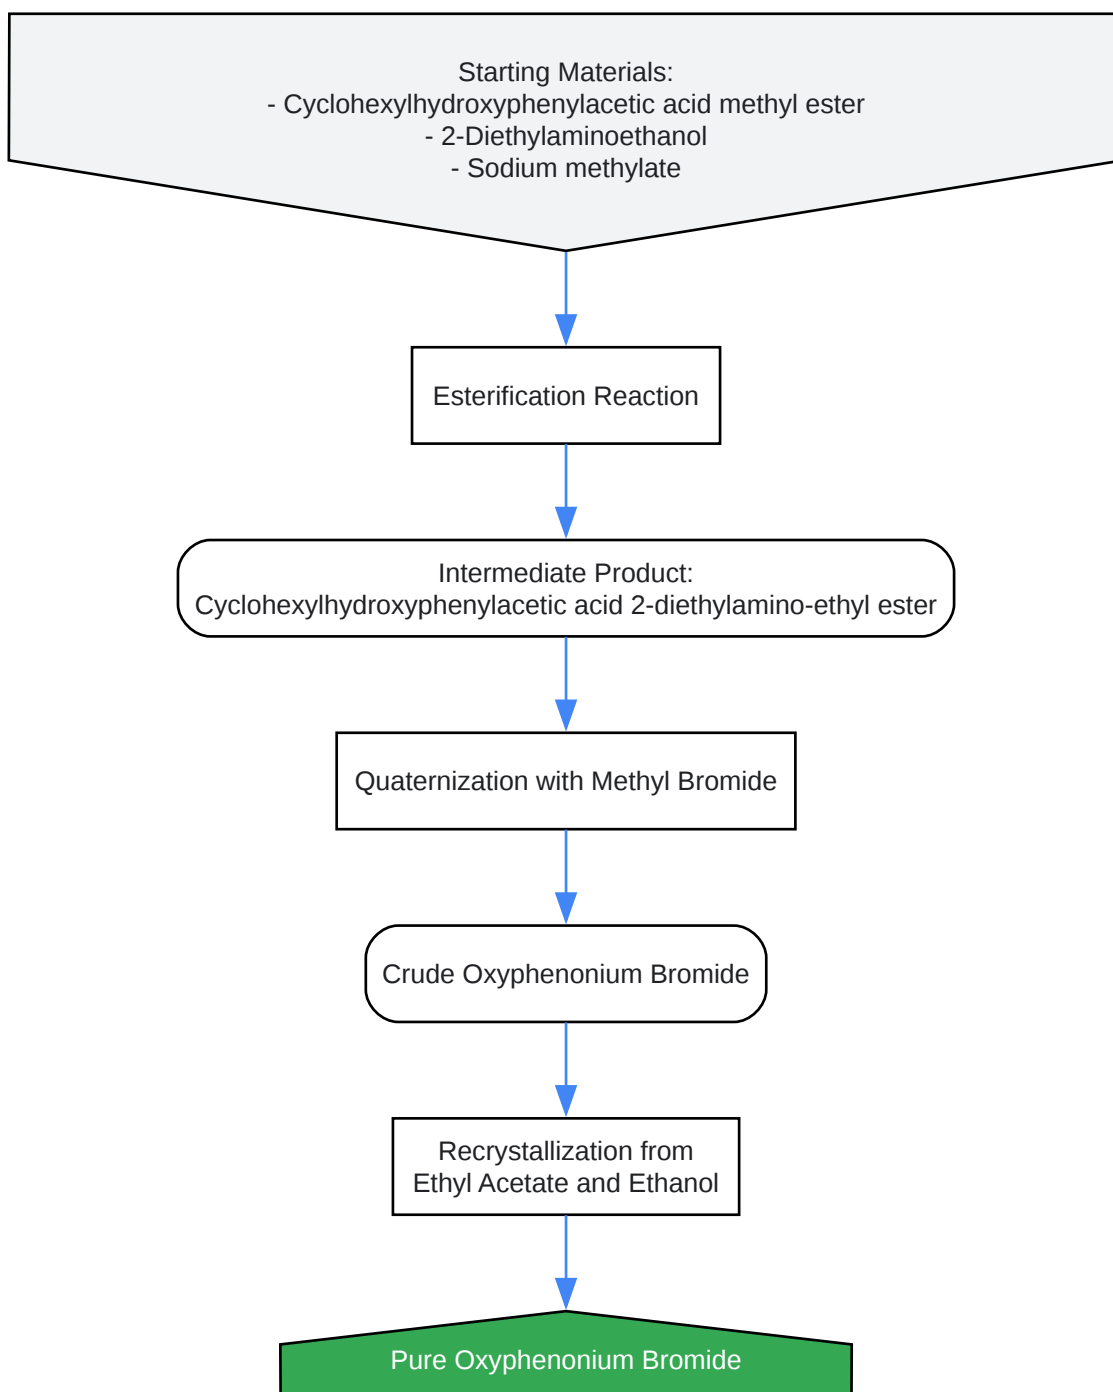 Starting Materials:
- Cyclohexylhydroxyphenylacetic acid methyl ester
- 2-Diethylaminoethanol
- Sodium methylate
Esterification Reaction
Intermediate Product:
Cyclohexylhydroxyphenylacetic acid 2-diethylamino-ethyl ester
Quaternization with Methyl Bromide
Crude Oxyphenonium Bromide
Recrystallization from
Ethyl Acetate and Ethanol
Pure Oxyphenonium Bromide